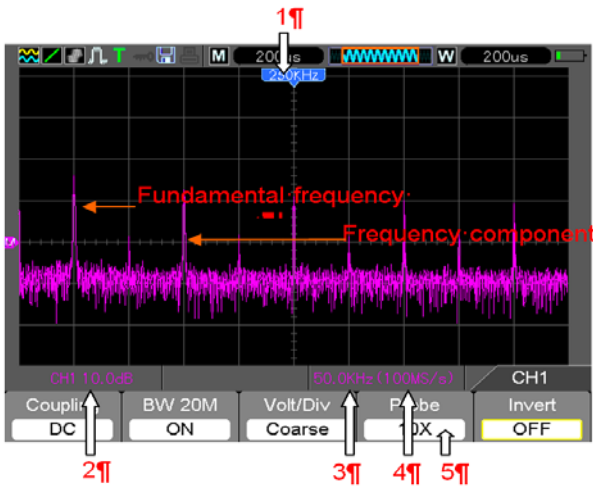 1¶
T M 200us W 200us
250KHz
Fundamental frequency
Frequency component
CH1 10.0dB 50.0KHz (100MS/s) CH1
Coupling BW 20M Volt/Div Probe Invert
DC ON Coarse 10X OFF
2¶ 3¶ 4¶ 5¶